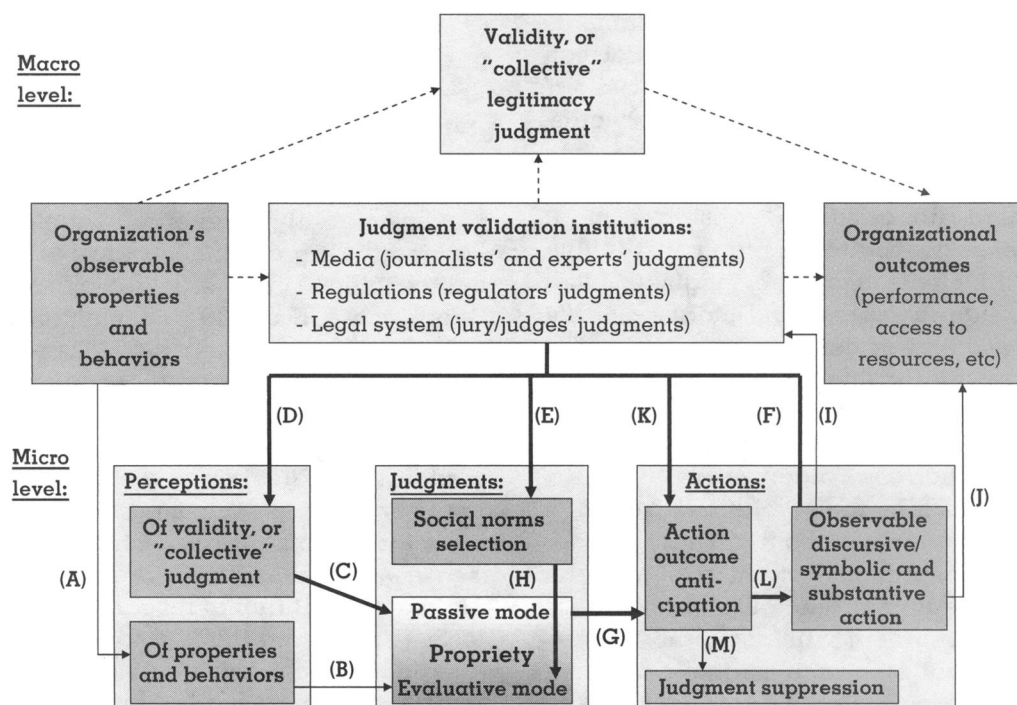 Macro
level:
Validity, or
"collective"
legitimacy
judgment
Organization's
observable
properties
and
behaviors
Judgment validation institutions:
- Media (journalists' and experts' judgments)
- Regulations (regulators' judgments)
- Legal system (jury/judges' judgments)
Organizational
outcomes
(performance,
access to
resources, etc)
(D)
(E)
(K)
(F)
(I)
Micro
level:
Perceptions:
Judgments:
Actions:
(J)
Of validity, or
"collective"
judgment
Social norms
selection
Action
outcome
anti-
cipation
Observable
discursive/
symbolic and
substantive
action
(A)
(C)
(H)
(L)
Passive mode
Propriety
Evaluative mode
(G)
(M)
Of properties
and behaviors
(B)
Judgment suppression